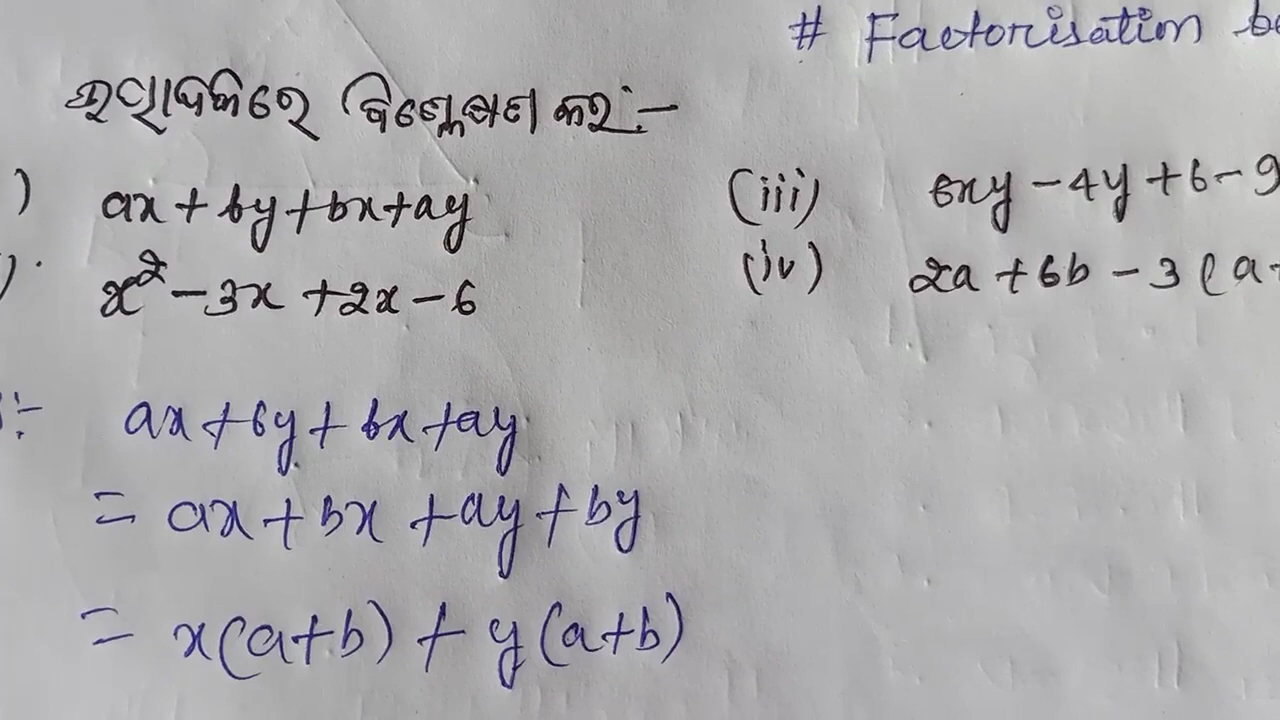 # Factorisation
ଉତ୍ପାଦକିରେ ବିଶ୍ଳେଷଣ କର:-
) ax + by + bx + ay
(iii) 6xy - 4y + 6 - 9
). x² - 3x + 2x - 6
(iv) 2a + 6b - 3 (a +
:- ax + by + bx + ay
= ax + bx + ay + by
= x(a+b) + y(a+b)